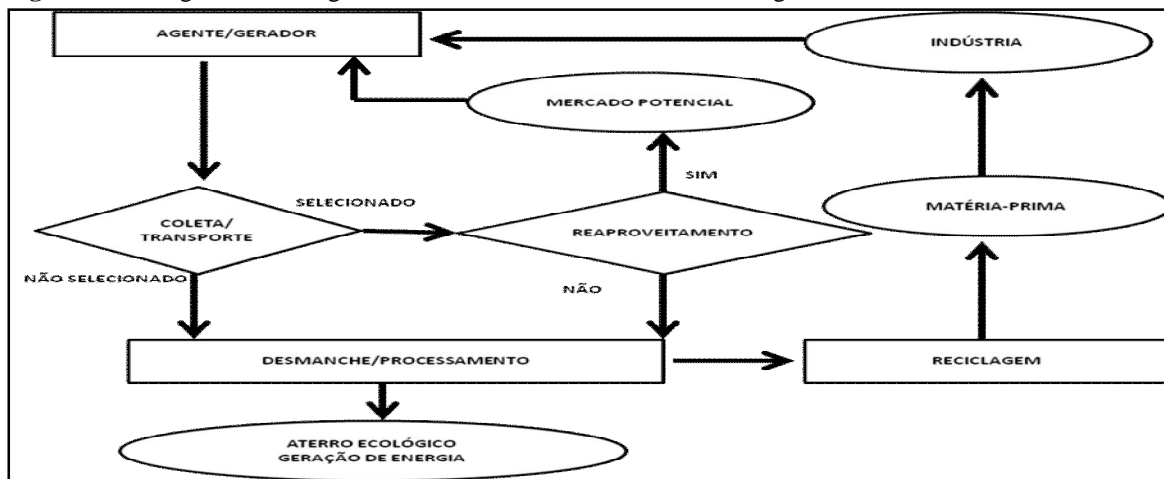 AGENTE/GERADOR
INDÚSTRIA
MERCADO POTENCIAL
SIM
SELECIONADO
MATÉRIA-PRIMA
COLETA/
TRANSPORTE
REAPROVEITAMENTO
NÃO SELECIONADO
NÃO
DESMANCHE/PROCESSAMENTO
RECICLAGEM
ATERRO ECOLÓGICO
GERAÇÃO DE ENERGIA